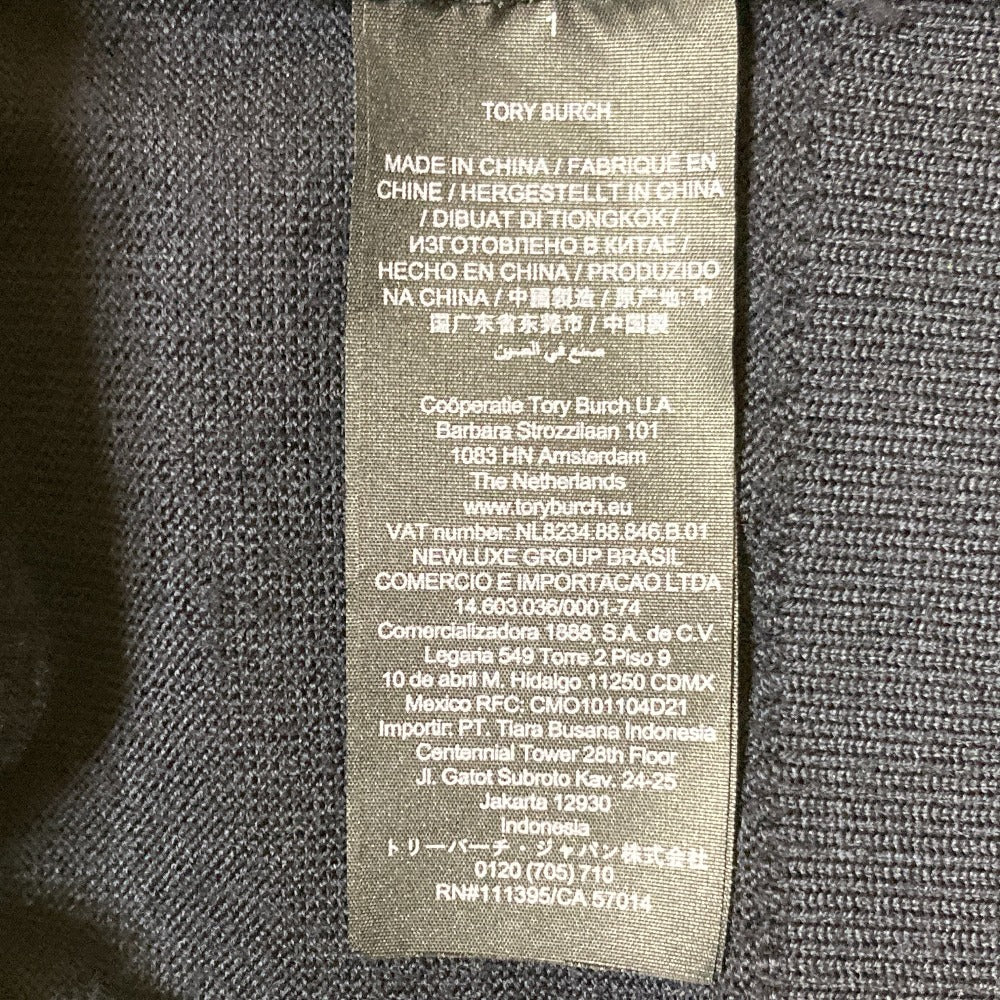 1
TORY BURCH
MADE IN CHINA / FABRIQUÉ EN
CHINE / HERGESTELLT IN CHINA
/ DIBUAT DI TIONGKOK /
ИЗГОТОВЛЕНО В КИТАЕ /
HECHO EN CHINA / PRODUZIDO
NA CHINA / 中國製造 / 原产地: 中
国广东省东莞市 / 中国製
صنع في الصين
Coöperatie Tory Burch U.A.
Barbara Strozzilaan 101
1083 HN Amsterdam
The Netherlands
www.toryburch.eu
VAT number: NL8234.88.846.B.01
NEWLUXE GROUP BRASIL
COMERCIO E IMPORTACAO LTDA
14.603.036/0001-74
Comercializadora 1888, S.A. de C.V.
Legaria 549 Torre 2 Piso 9
10 de abril M. Hidalgo 11250 CDMX
Mexico RFC: CMO101104D21
Importir: PT. Tiara Busana Indonesia
Centennial Tower 28th Floor
Jl. Gatot Subroto Kav. 24-25
Jakarta 12930
Indonesia
トリーバーチ・ジャパン株式会社
0120 (705) 710
RN#111395/CA 57014